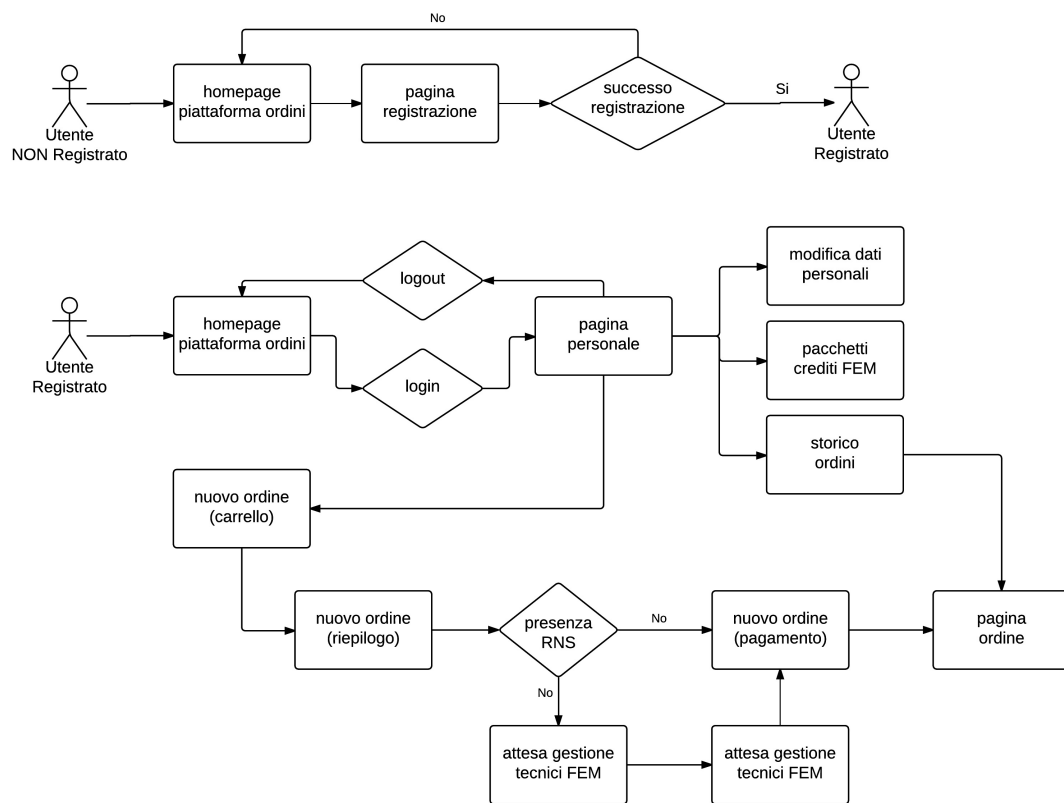 No
homepage
piattaforma ordini
pagina
registrazione
successo
registrazione
Si
Utente
NON Registrato
Utente
Registrato
logout
homepage
piattaforma ordini
login
pagina
personale
modifica dati
personali
pacchetti
crediti FEM
storico
ordini
Utente
Registrato
nuovo ordine
(carrello)
nuovo ordine
(riepilogo)
presenza
RNS
No
nuovo ordine
(pagamento)
pagina
ordine
No
attesa gestione
tecnici FEM
attesa gestione
tecnici FEM